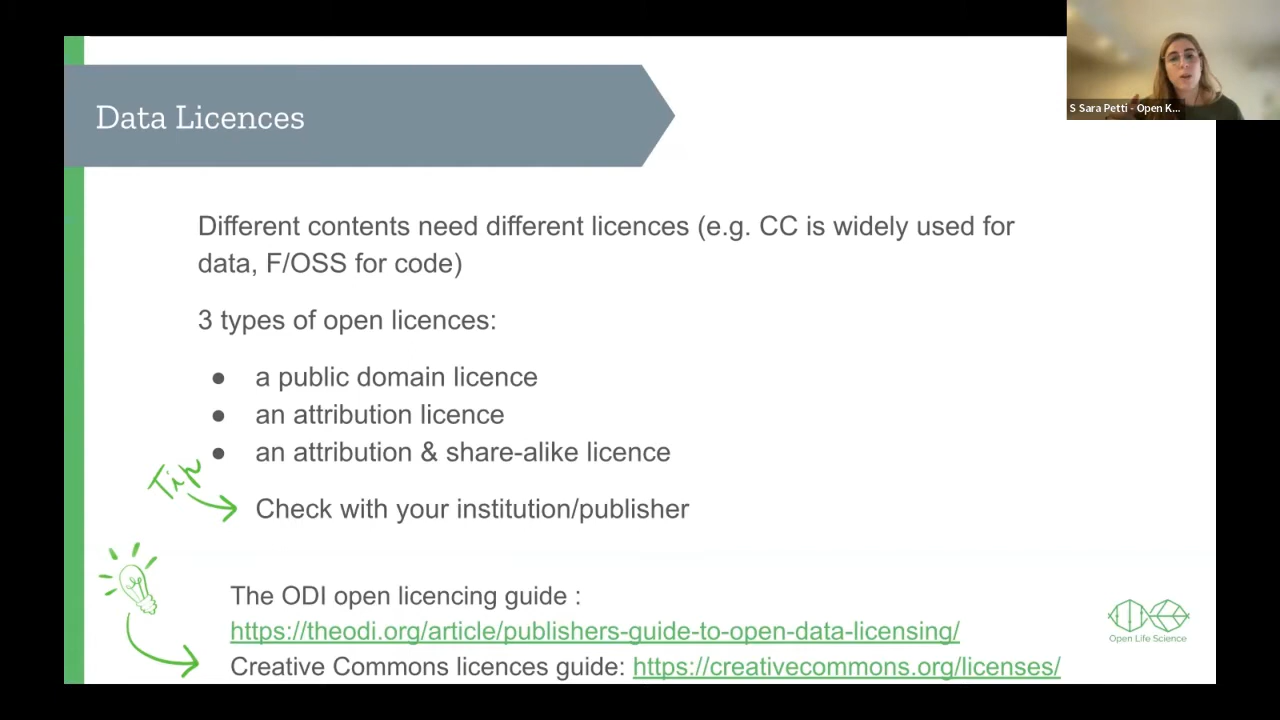 Data Licences
S Sara Petti - Open K...
Different contents need different licences (e.g. CC is widely used for
data, F/OSS for code)
3 types of open licences:
● a public domain licence
● an attribution licence
● an attribution & share-alike licence
Tip
Check with your institution/publisher
The ODI open licencing guide :
https://theodi.org/article/publishers-guide-to-open-data-licensing/
Creative Commons licences guide: https://creativecommons.org/licenses/
Open Life Science